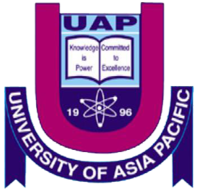 UAP
Knowledge is Power
Committed to Excellence
19 96
UNIVERSITY OF ASIA PACIFIC